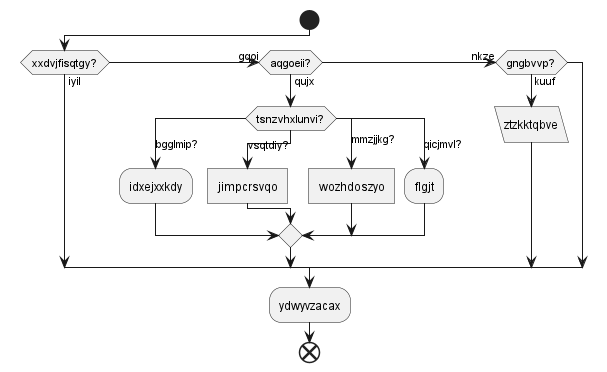 xxdvjfisqtgy?
iyil
gqoi
aqgoeii?
qujx
nkze
gngbvvp?
kuuf
tsnzvhxlunvi?
ztzkktqbve
bgglmip?
vsqtdiy?
mmzjjkg?
qicjmvl?
idxejxxkdy
jimpcrsvqo
wozhdoszyo
flgjt
ydwyvzacax